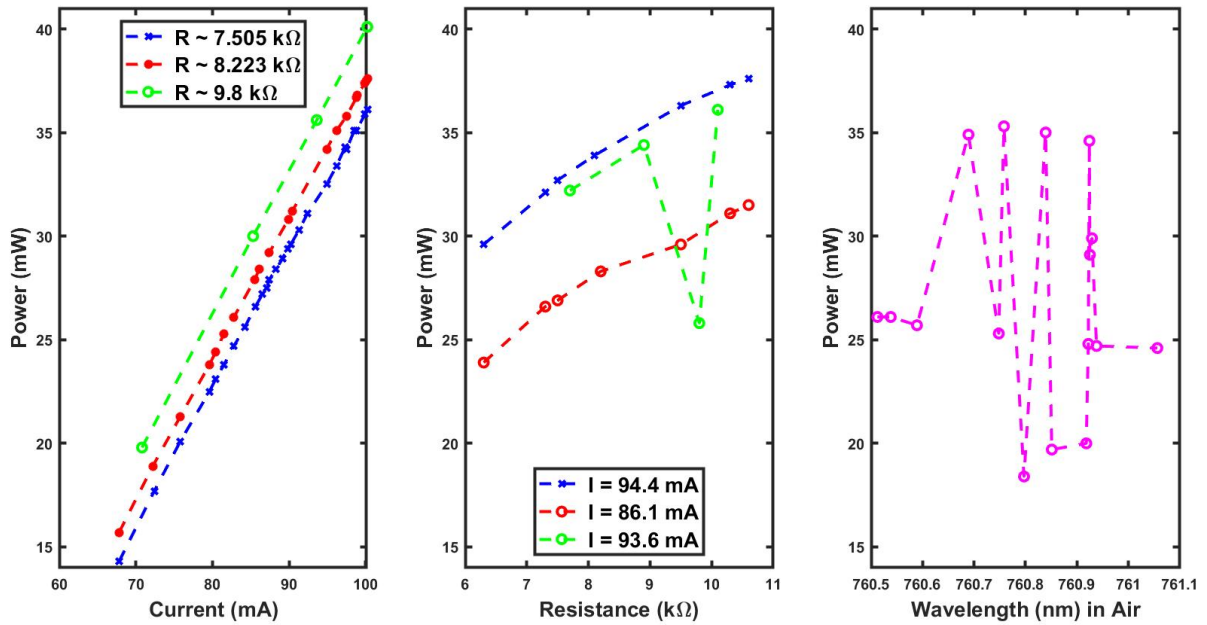 40
35
30
25
20
15
Power (mW)
60 70 80 90 100
Current (mA)
R ~ 7.505 kΩ
R ~ 8.223 kΩ
R ~ 9.8 kΩ
40
35
30
25
20
15
Power (mW)
6 7 8 9 10 11
Resistance (kΩ)
I = 94.4 mA
I = 86.1 mA
I = 93.6 mA
40
35
30
25
20
15
Power (mW)
760.5 760.6 760.7 760.8 760.9 761 761.1
Wavelength (nm) in Air